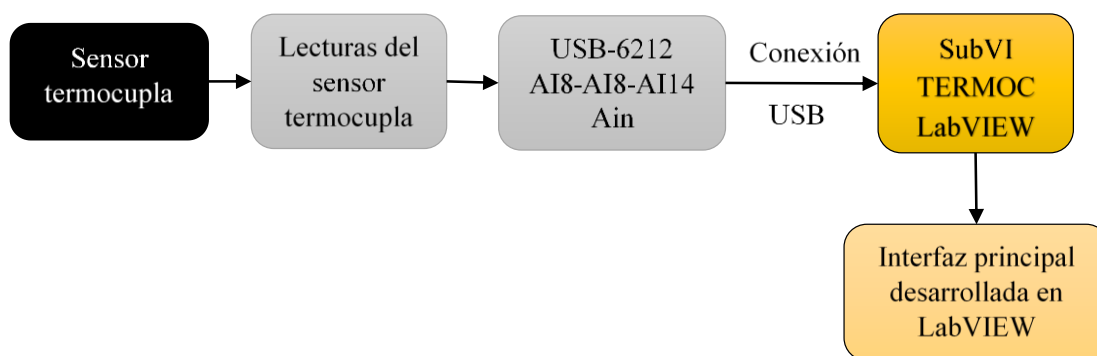 Sensor
termocupla
Lecturas del
sensor
termocupla
USB-6212
AI8-AI8-AI14
Ain
Conexión
USB
SubVI
TERMOC
LabVIEW
Interfaz principal
desarrollada en
LabVIEW